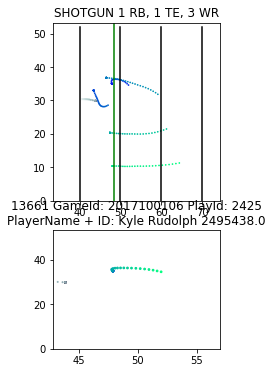 SHOTGUN 1 RB, 1 TE, 3 WR
50
40
30
20
10
0
40 50 60 70
13661 GameId: 2017100106 PlayId: 2425
PlayerName + ID: Kyle Rudolph 2495438.0
40
20
0
45 50 55